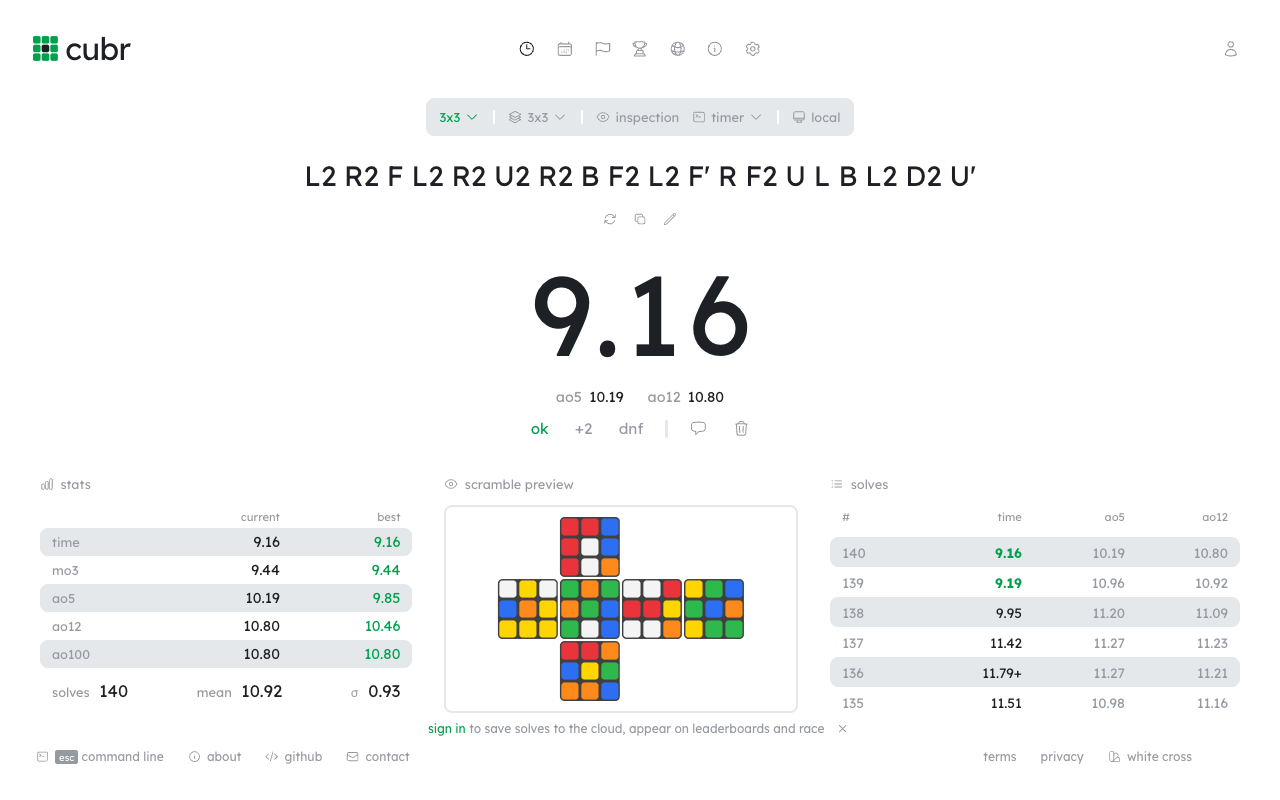 cubr
3x3 3x3 inspection timer local
L2 R2 F L2 R2 U2 R2 B F2 L2 F' R F2 U L B L2 D2 U'
9.16
ao5 10.19 ao12 10.80
ok +2 dnf
stats
current best
time 9.16 9.16
mo3 9.44 9.44
ao5 10.19 9.85
ao12 10.80 10.46
ao100 10.80 10.80
solves 140 mean 10.92 σ 0.93
scramble preview
solves
# time ao5 ao12
140 9.16 10.19 10.80
139 9.19 10.96 10.92
138 9.95 11.20 11.09
137 11.42 11.27 11.23
136 11.79+ 11.27 11.21
135 11.51 10.98 11.16
sign in to save solves to the cloud, appear on leaderboards and race
esc command line about github contact
terms privacy white cross